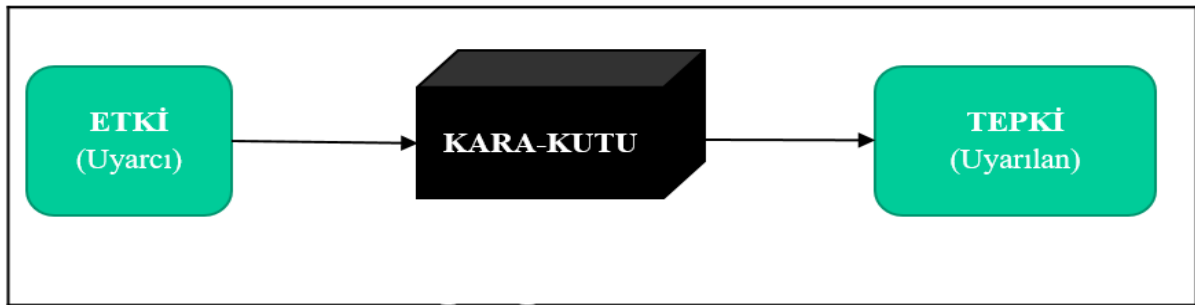 ETKİ
(Uyarcı)
KARA-KUTU
TEPKİ
(Uyarılan)